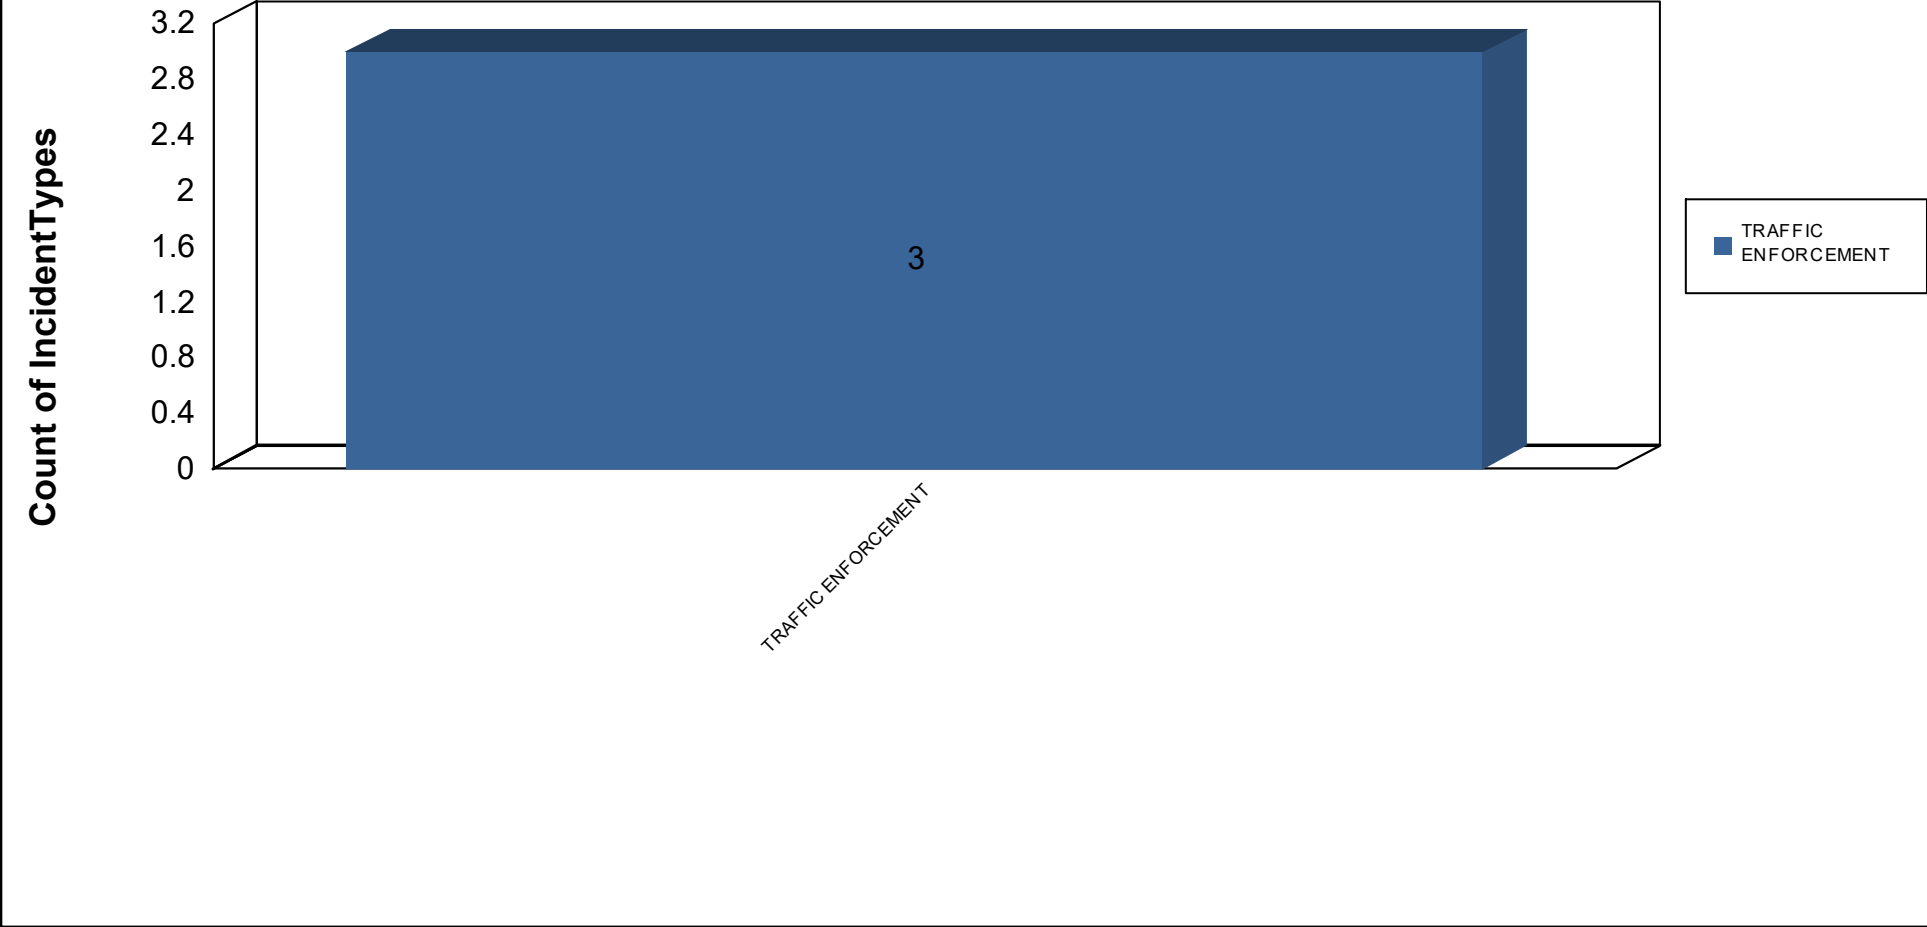 3.2
2.8
2.4
2
1.6
1.2
0.8
0.4
0
Count of IncidentTypes
3
TRAFFIC ENFORCEMENT
TRAFFIC
ENFORCEMENT